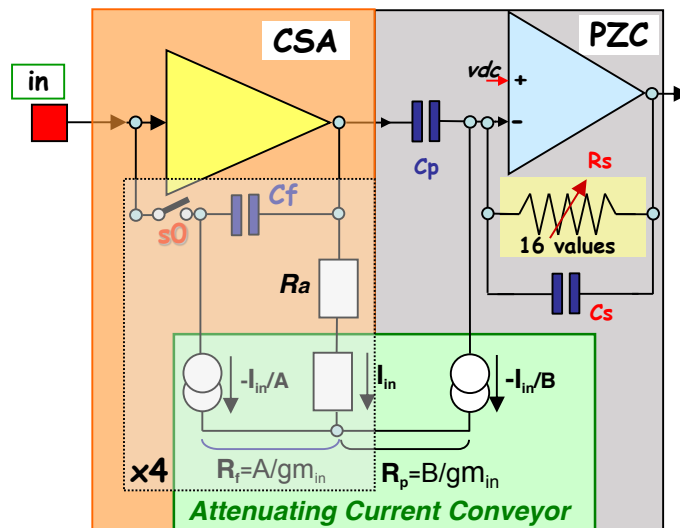 CSA
PZC
in
vdc
+
-
Cp
Rs
16 values
Cf
s0
Cs
Ra
-Iin/A
Iin
-Iin/B
x4
Rf=A/gmin
Rp=B/gmin
Attenuating Current Conveyor